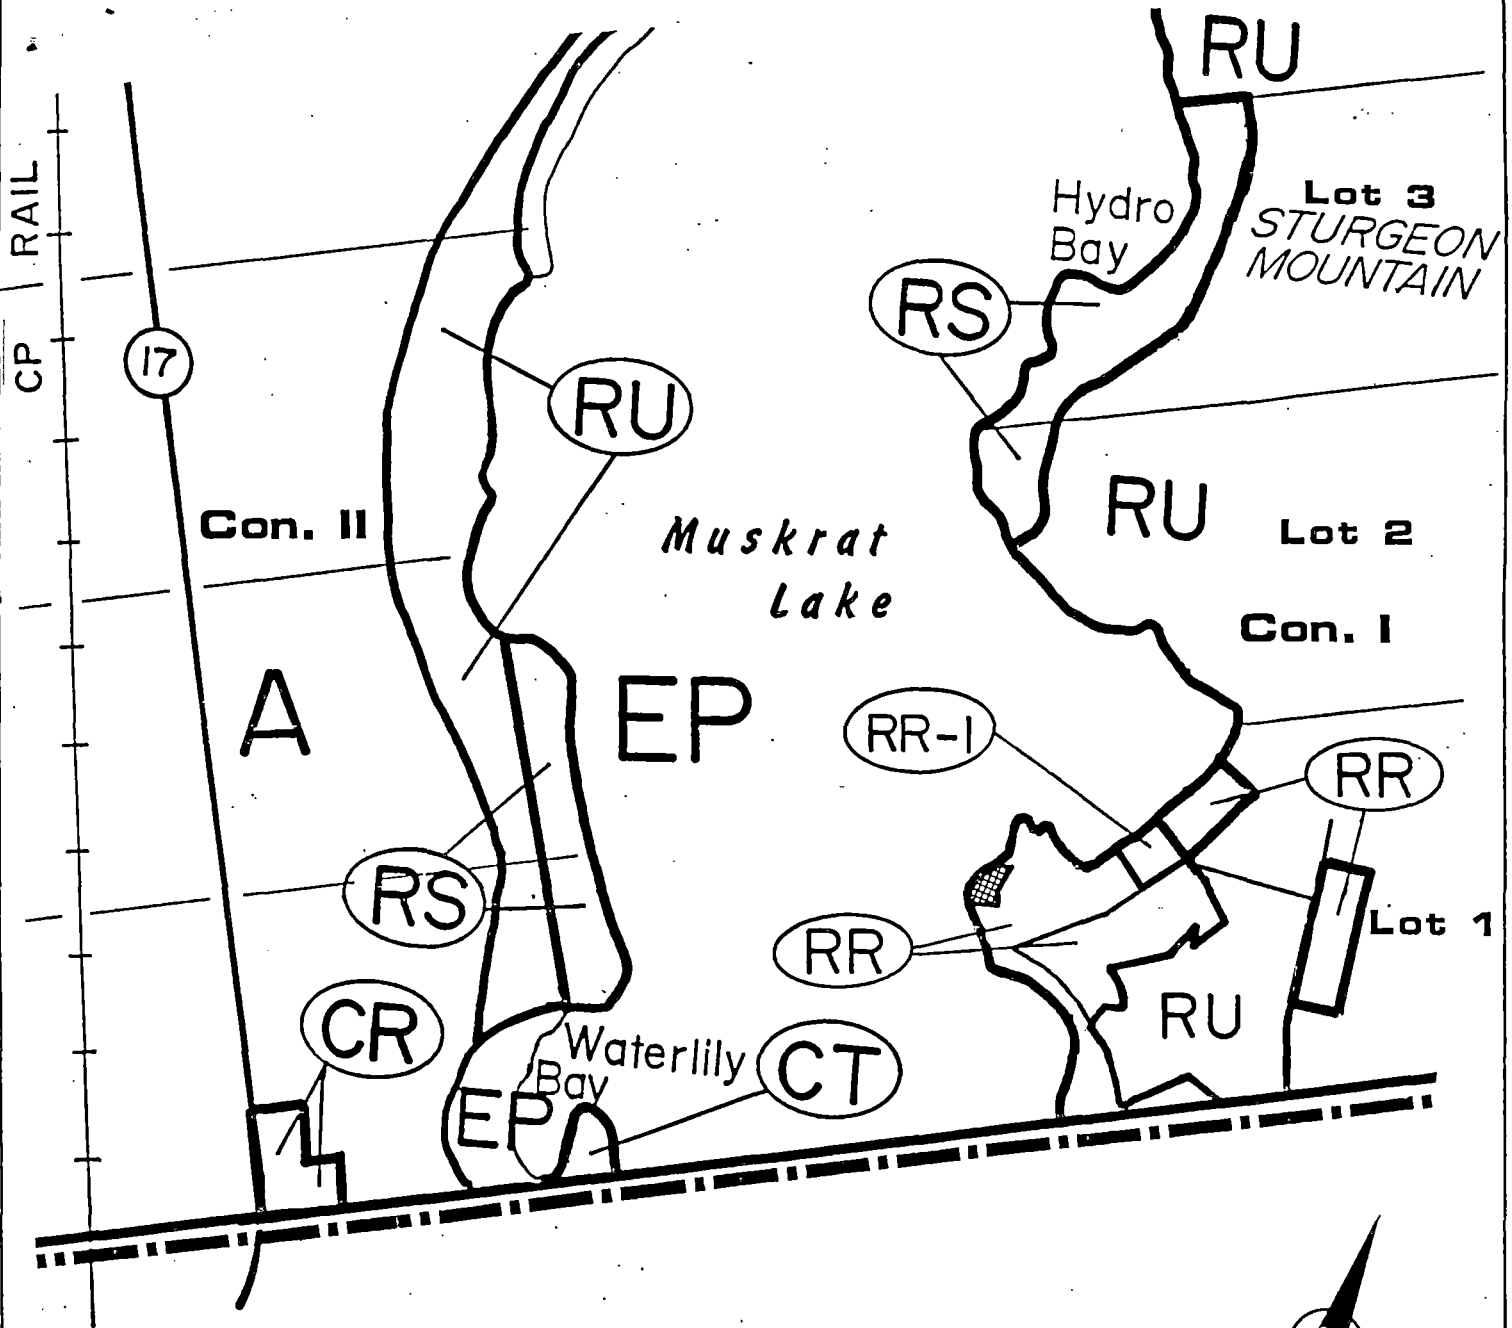 RU
Lot 3
STURGEON
MOUNTAIN
Hydro
Bay
RS
CP RAIL
17
RU
Con. II
Muskrat
Lake
RU
Lot 2
Con. I
A
EP
RR-1
RR
RS
RR
Lot 1
CR
RU
Waterlily
Bay
CT
EP